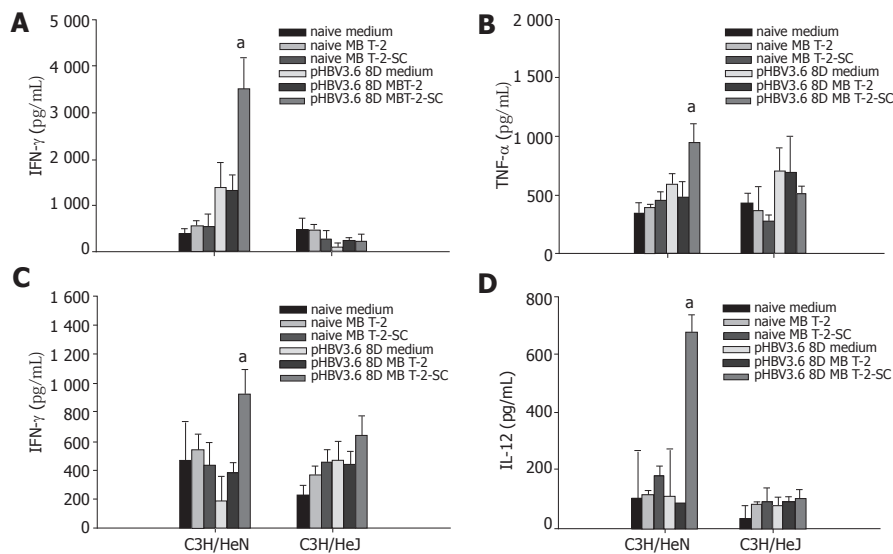 A
5 000
4 000
3 000
2 000
1 000
0
IFN-γ (pg/mL)
a
naive medium
naive MB T-2
naive MB T-2-SC
pHBV3.6 8D medium
pHBV3.6 8D MBT-2
pHBV3.6 8D MBT-2-SC
B
2 000
1 500
1 000
500
0
TNF-α (pg/mL)
a
naive medium
naive MB T-2
naive MB T-2-SC
pHBV3.6 8D medium
pHBV3.6 8D MB T-2
pHBV3.6 8D MB T-2-SC
C
1 600
1 400
1 200
1 000
800
600
400
200
0
IFN-γ (pg/mL)
a
naive medium
naive MB T-2
naive MB T-2-SC
pHBV3.6 8D medium
pHBV3.6 8D MB T-2
pHBV3.6 8D MB T-2-SC
C3H/HeN
C3H/HeJ
D
800
600
400
200
0
IL-12 (pg/mL)
a
naive medium
naive MB T-2
naive MB T-2-SC
pHBV3.6 8D medium
pHBV3.6 8D MB T-2
pHBV3.6 8D MB T-2-SC
C3H/HeN
C3H/HeJ